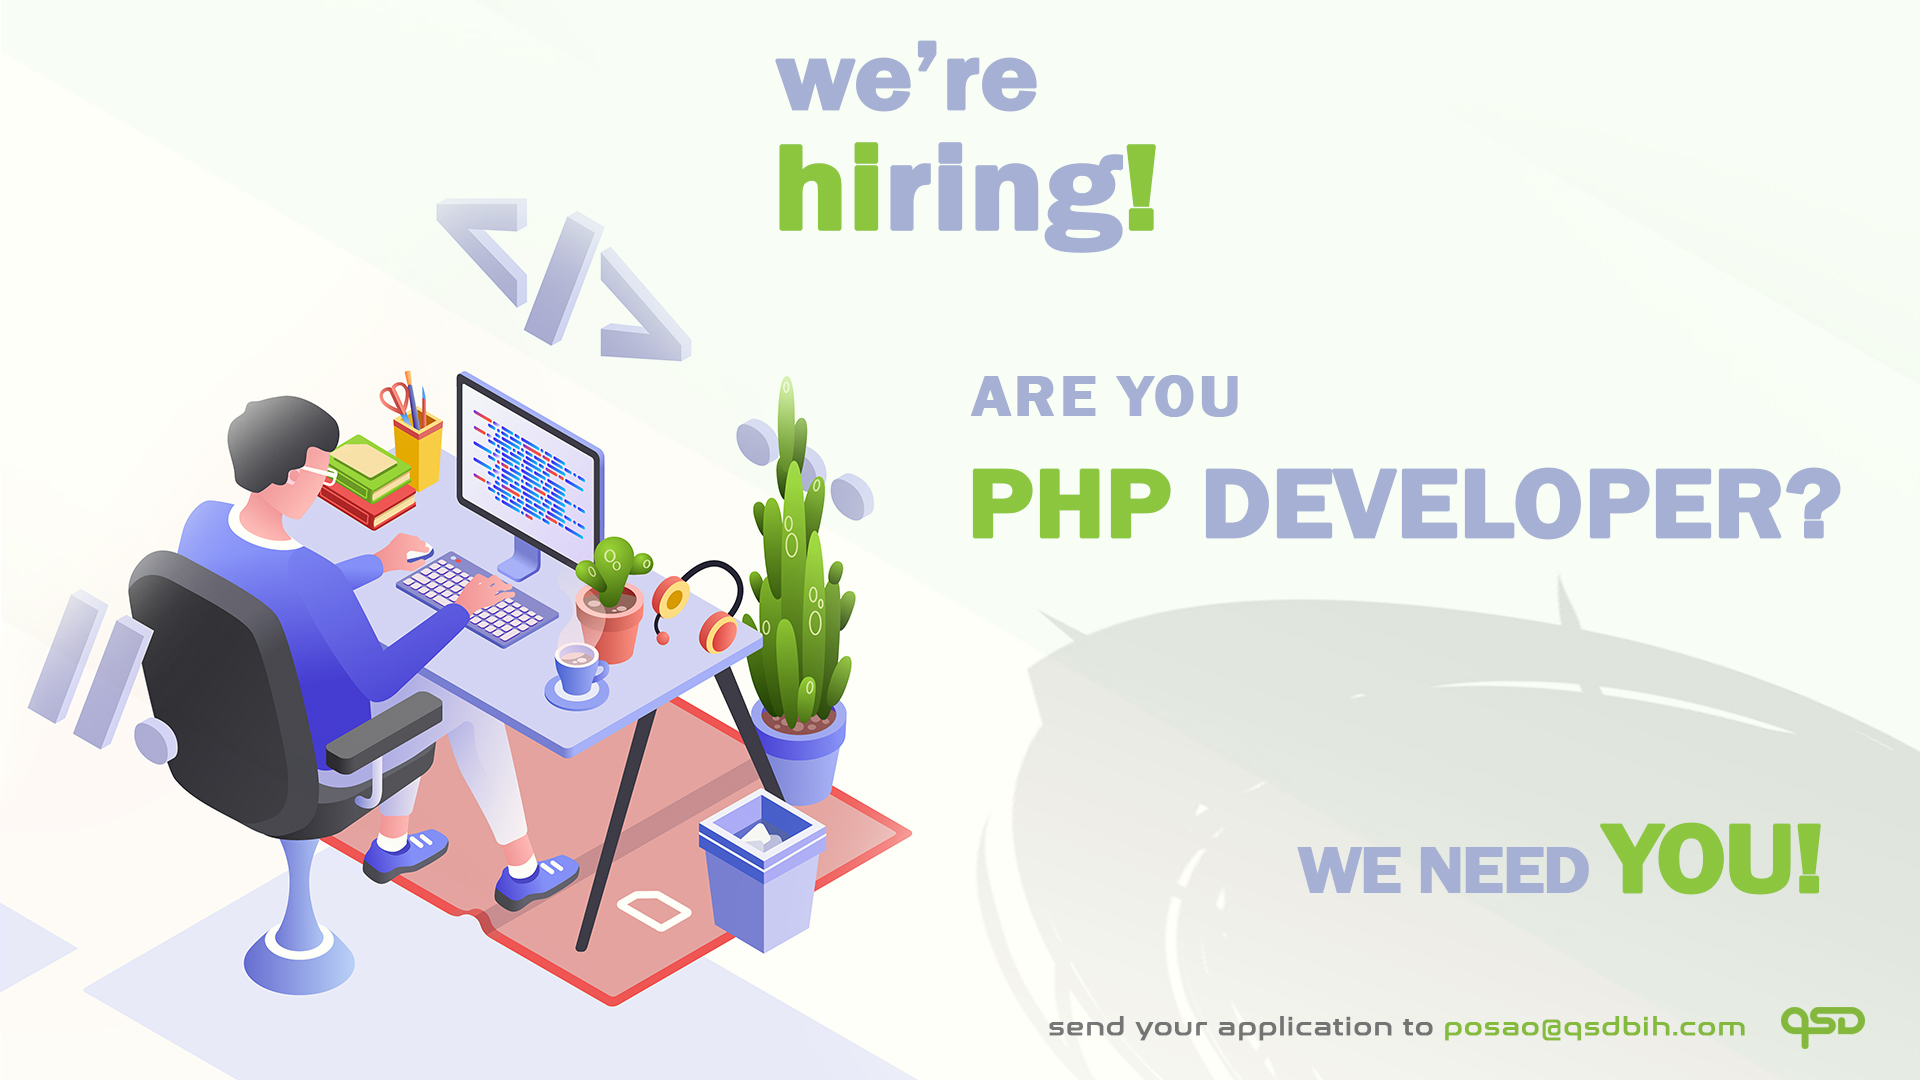 we're
hiring!
</>
ARE YOU
PHP DEVELOPER?
WE NEED YOU!
send your application to posao@qsdbih.com
qSD